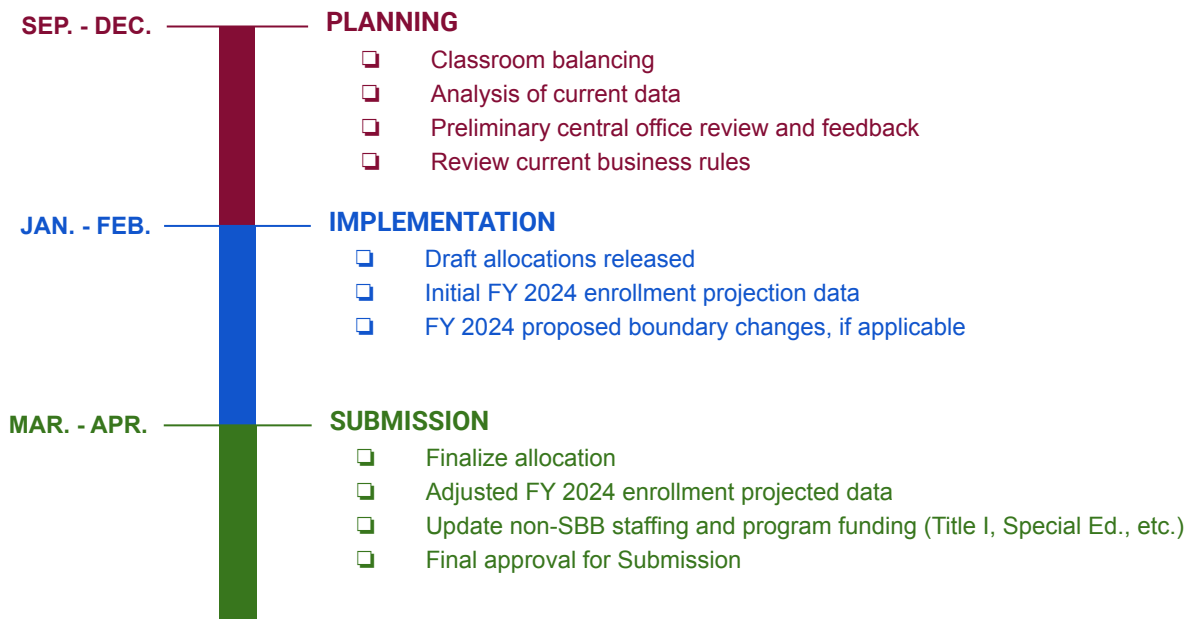 SEP. - DEC.
PLANNING
❏ Classroom balancing
❏ Analysis of current data
❏ Preliminary central office review and feedback
❏ Review current business rules
JAN. - FEB.
IMPLEMENTATION
❏ Draft allocations released
❏ Initial FY 2024 enrollment projection data
❏ FY 2024 proposed boundary changes, if applicable
MAR. - APR.
SUBMISSION
❏ Finalize allocation
❏ Adjusted FY 2024 enrollment projected data
❏ Update non-SBB staffing and program funding (Title I, Special Ed., etc.)
❏ Final approval for Submission